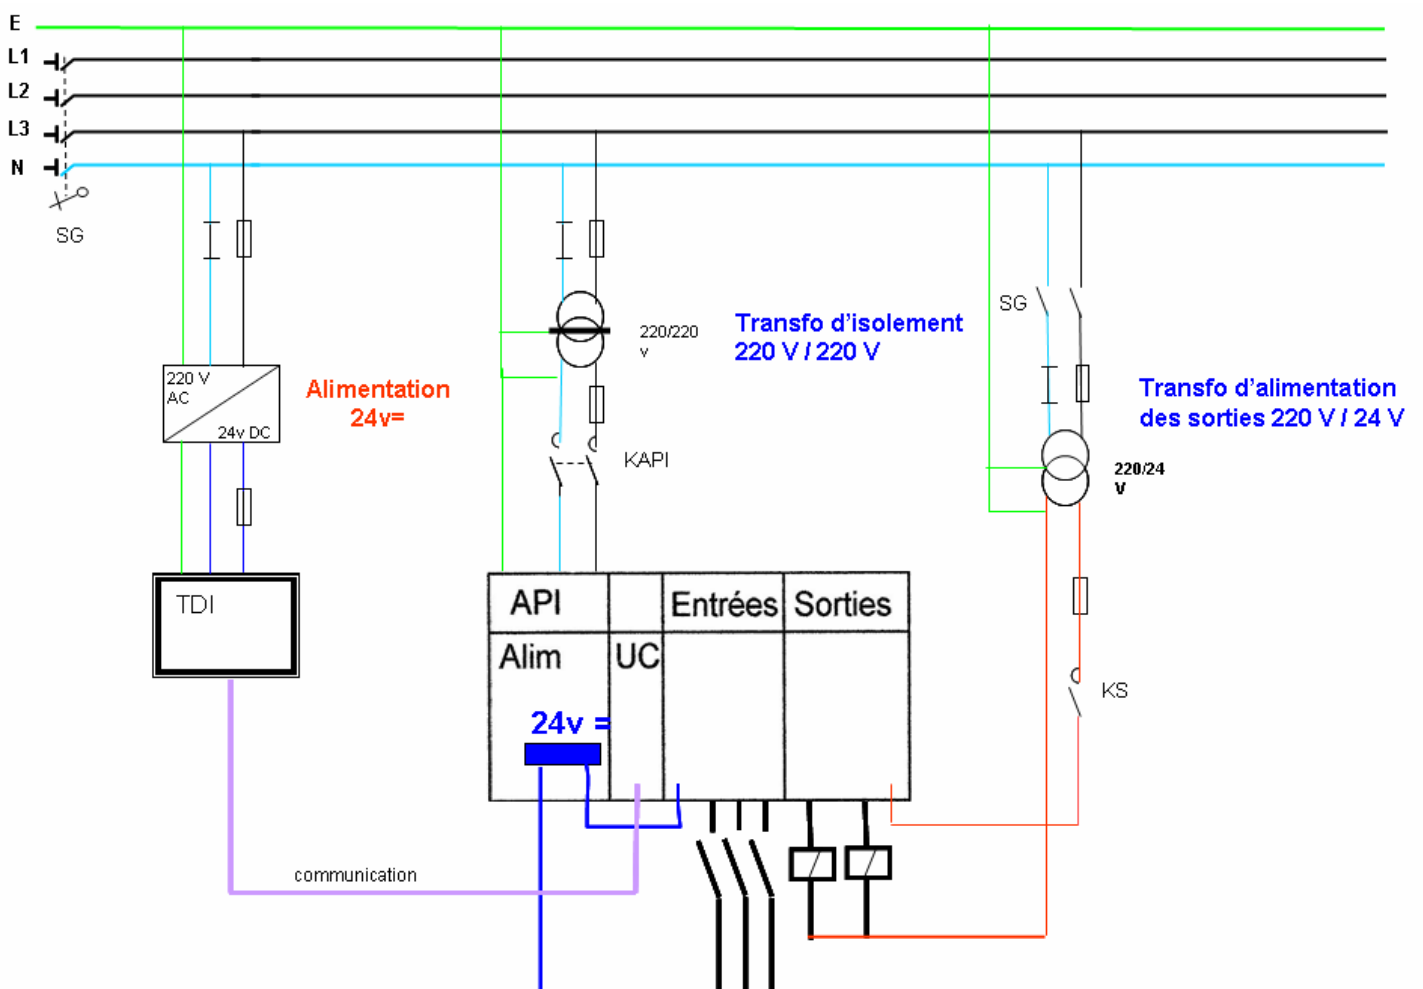 E
L1
L2
L3
N
SG
220 V
AC
24v DC
Alimentation
24v=
TDI
220/220
v
Transfo d'isolement
220 V / 220 V
KAPI
SG
Transfo d'alimentation
des sorties 220 V / 24 V
220/24
V
KS
API
Entrées
Sorties
Alim
UC
24v =
communication